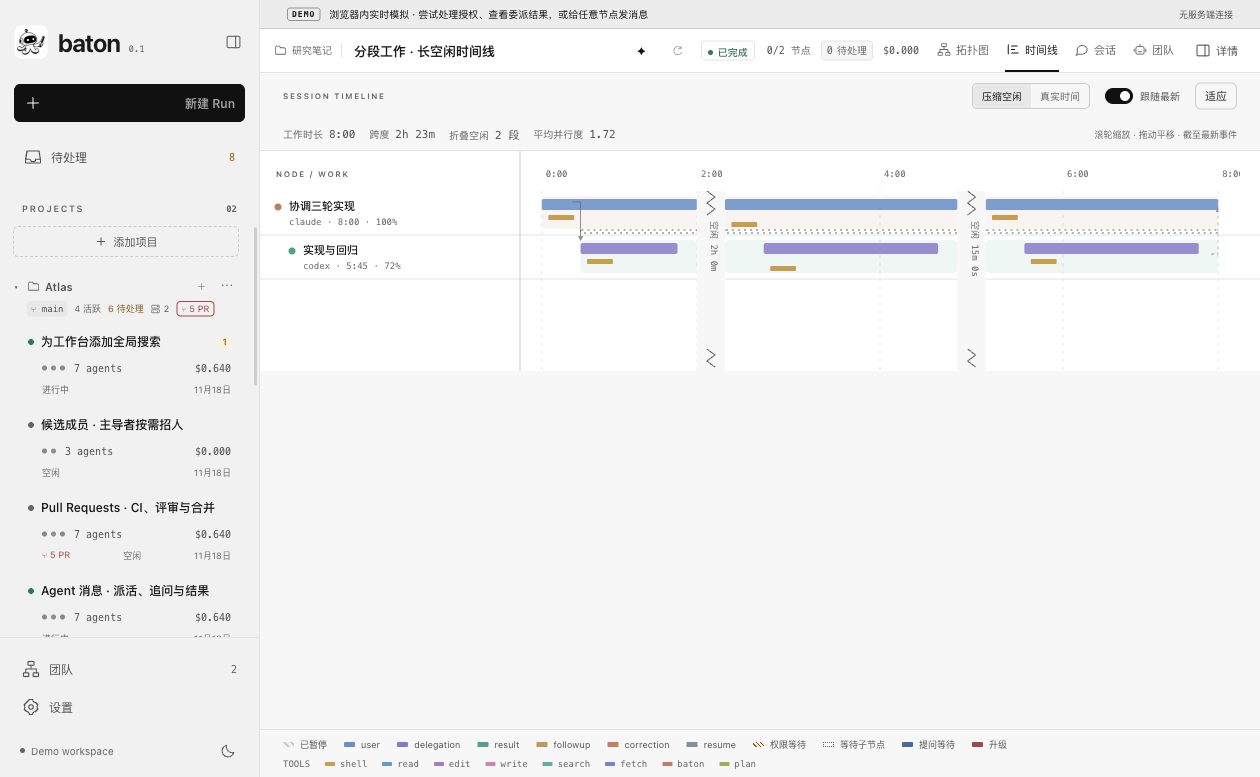 DEMO 浏览器内实时模拟 · 尝试处理授权、查看委派结果，或给任意节点发消息 无服务端连接
baton 0.1
研究笔记 分段工作 · 长空闲时间线 已完成 0/2 节点 0 待处理 $0.000 拓扑图 时间线 会话 团队 详情
新建 Run
SESSION TIMELINE 压缩空闲 真实时间 跟随最新 适应
工作时长 8:00 跨度 2h 23m 折叠空闲 2 段 平均并行度 1.72 滚轮缩放 · 拖动平移 · 截至最新事件
待处理 8
PROJECTS 02
添加项目
Atlas
main 4 活跃 6 待处理 2 5 PR
为工作台添加全局搜索 1
7 agents $0.640
进行中 11月18日
候选成员 · 主导者按需招人
3 agents $0.000
空闲 11月18日
Pull Requests · CI、评审与合并
7 agents $0.640
5 PR 空闲 11月18日
Agent 消息 · 派活、追问与结果
7 agents $0.640
团队 2
设置
Demo workspace
NODE / WORK 0:00 2:00 4:00 6:00
协调三轮实现
claude · 8:00 · 100%
实现与回归
codex · 5:45 · 72%
空闲 2h 0m
空闲 15m 0s
已暂停 user delegation result followup correction resume 权限等待 等待子节点 提问等待 升级
TOOLS shell read edit write search fetch baton plan